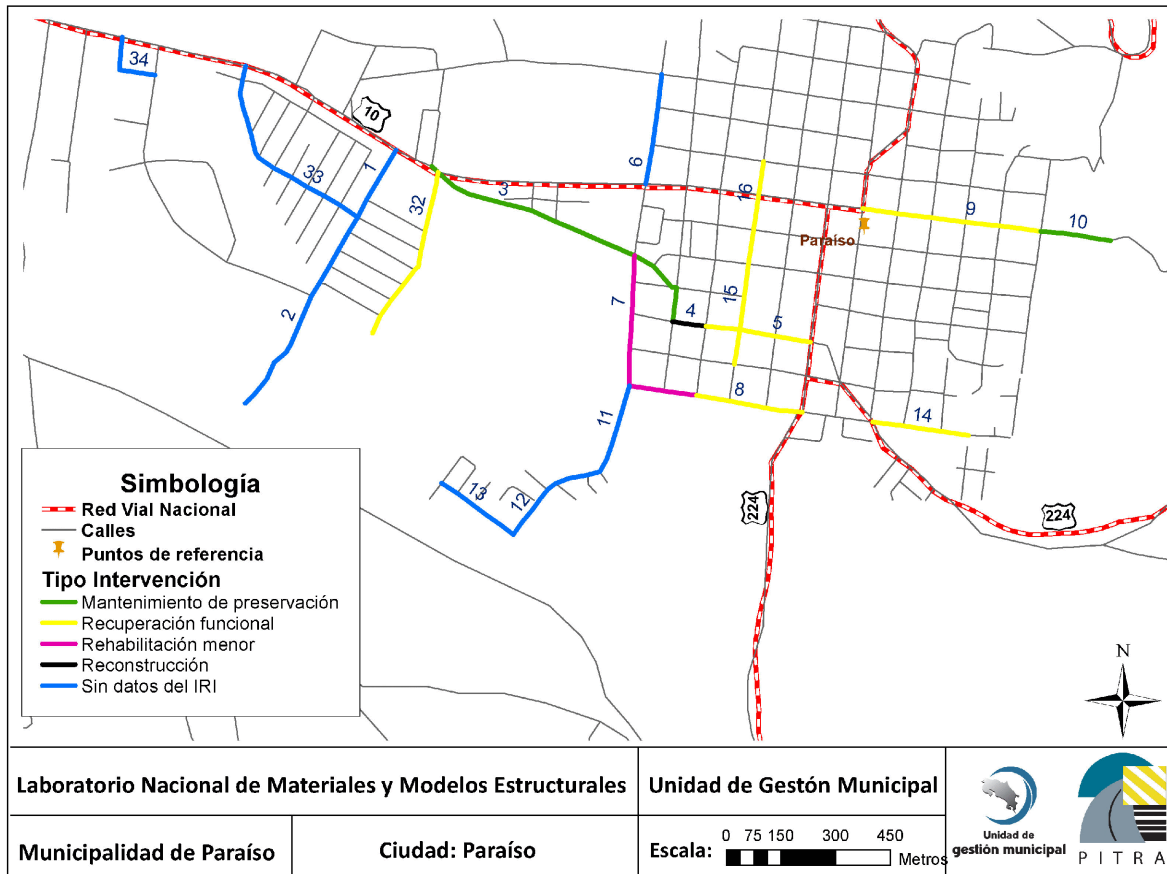 34
10
33
1
32
3
6
16
9
10
Paraíso
2
7
4
15
5
8
14
11
13
12
224
224
Simbología
Red Vial Nacional
Calles
Puntos de referencia
Tipo Intervención
Mantenimiento de preservación
Recuperación funcional
Rehabilitación menor
Reconstrucción
Sin datos del IRI
N
Laboratorio Nacional de Materiales y Modelos Estructurales
Unidad de Gestión Municipal
Municipalidad de Paraíso
Ciudad: Paraíso
Escala:
0 75 150 300 450
Metros
Unidad de
gestión municipal
PITRA